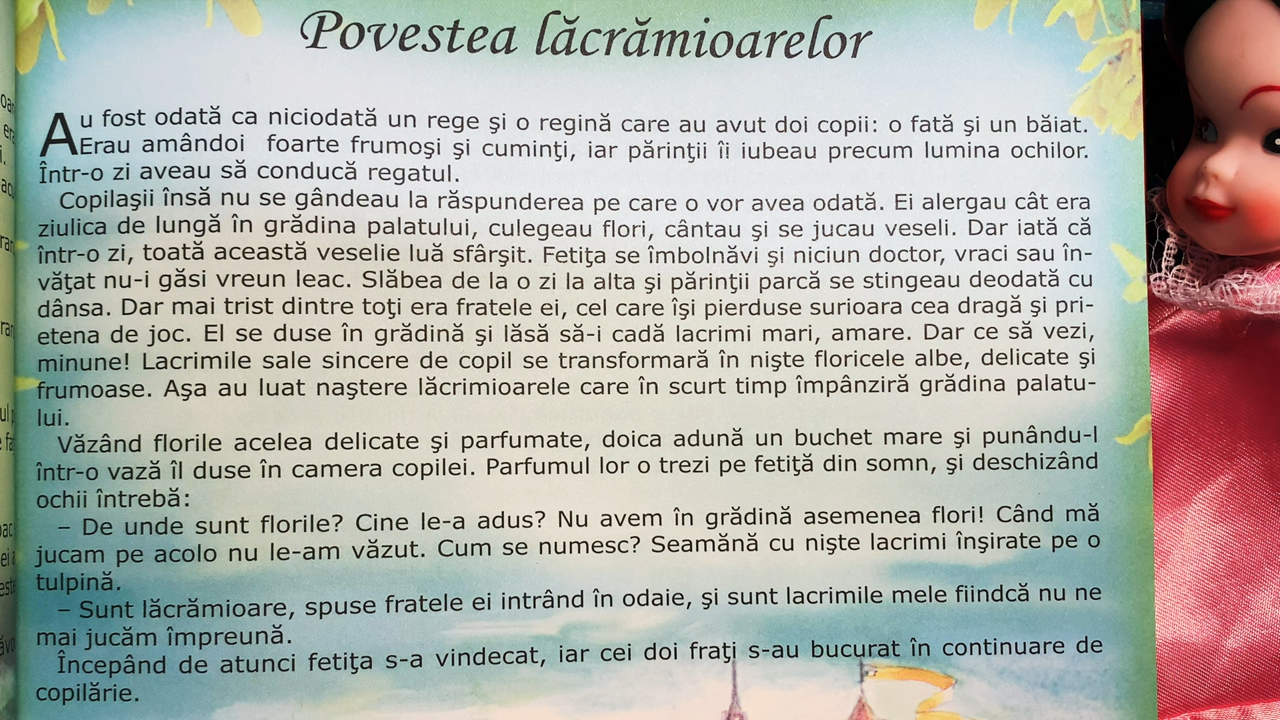 Povestea lăcrămioarelor
Au fost odată ca niciodată un rege şi o regină care au avut doi copii: o fată şi un băiat.
Erau amândoi foarte frumoşi şi cuminţi, iar părinţii îi iubeau precum lumina ochilor.
Într-o zi aveau să conducă regatul.
Copilaşii însă nu se gândeau la răspunderea pe care o vor avea odată. Ei alergau cât era
ziulica de lungă în grădina palatului, culegeau flori, cântau şi se jucau veseli. Dar iată că
într-o zi, toată această veselie luă sfârşit. Fetiţa se îmbolnăvi şi niciun doctor, vraci sau în-
văţat nu-i găsi vreun leac. Slăbea de la o zi la alta şi părinţii parcă se stingeau deodată cu
dânsa. Dar mai trist dintre toţi era fratele ei, cel care îşi pierduse surioara cea dragă şi pri-
etena de joc. El se duse în grădină şi lăsă să-i cadă lacrimi mari, amare. Dar ce să vezi,
minune! Lacrimile sale sincere de copil se transformară în nişte floricele albe, delicate şi
frumoase. Aşa au luat naştere lăcrimioarele care în scurt timp împânziră grădina palatu-
lui.
Văzând florile acelea delicate şi parfumate, doica adună un buchet mare şi punându-l
într-o vază îl duse în camera copilei. Parfumul lor o trezi pe fetiţă din somn, şi deschizând
ochii întrebă:
– De unde sunt florile? Cine le-a adus? Nu avem în grădină asemenea flori! Când mă
jucam pe acolo nu le-am văzut. Cum se numesc? Seamănă cu nişte lacrimi înşirate pe o
tulpină.
– Sunt lăcrămioare, spuse fratele ei intrând în odaie, şi sunt lacrimile mele fiindcă nu ne
mai jucăm împreună.
Începând de atunci fetiţa s-a vindecat, iar cei doi fraţi s-au bucurat în continuare de
copilărie.